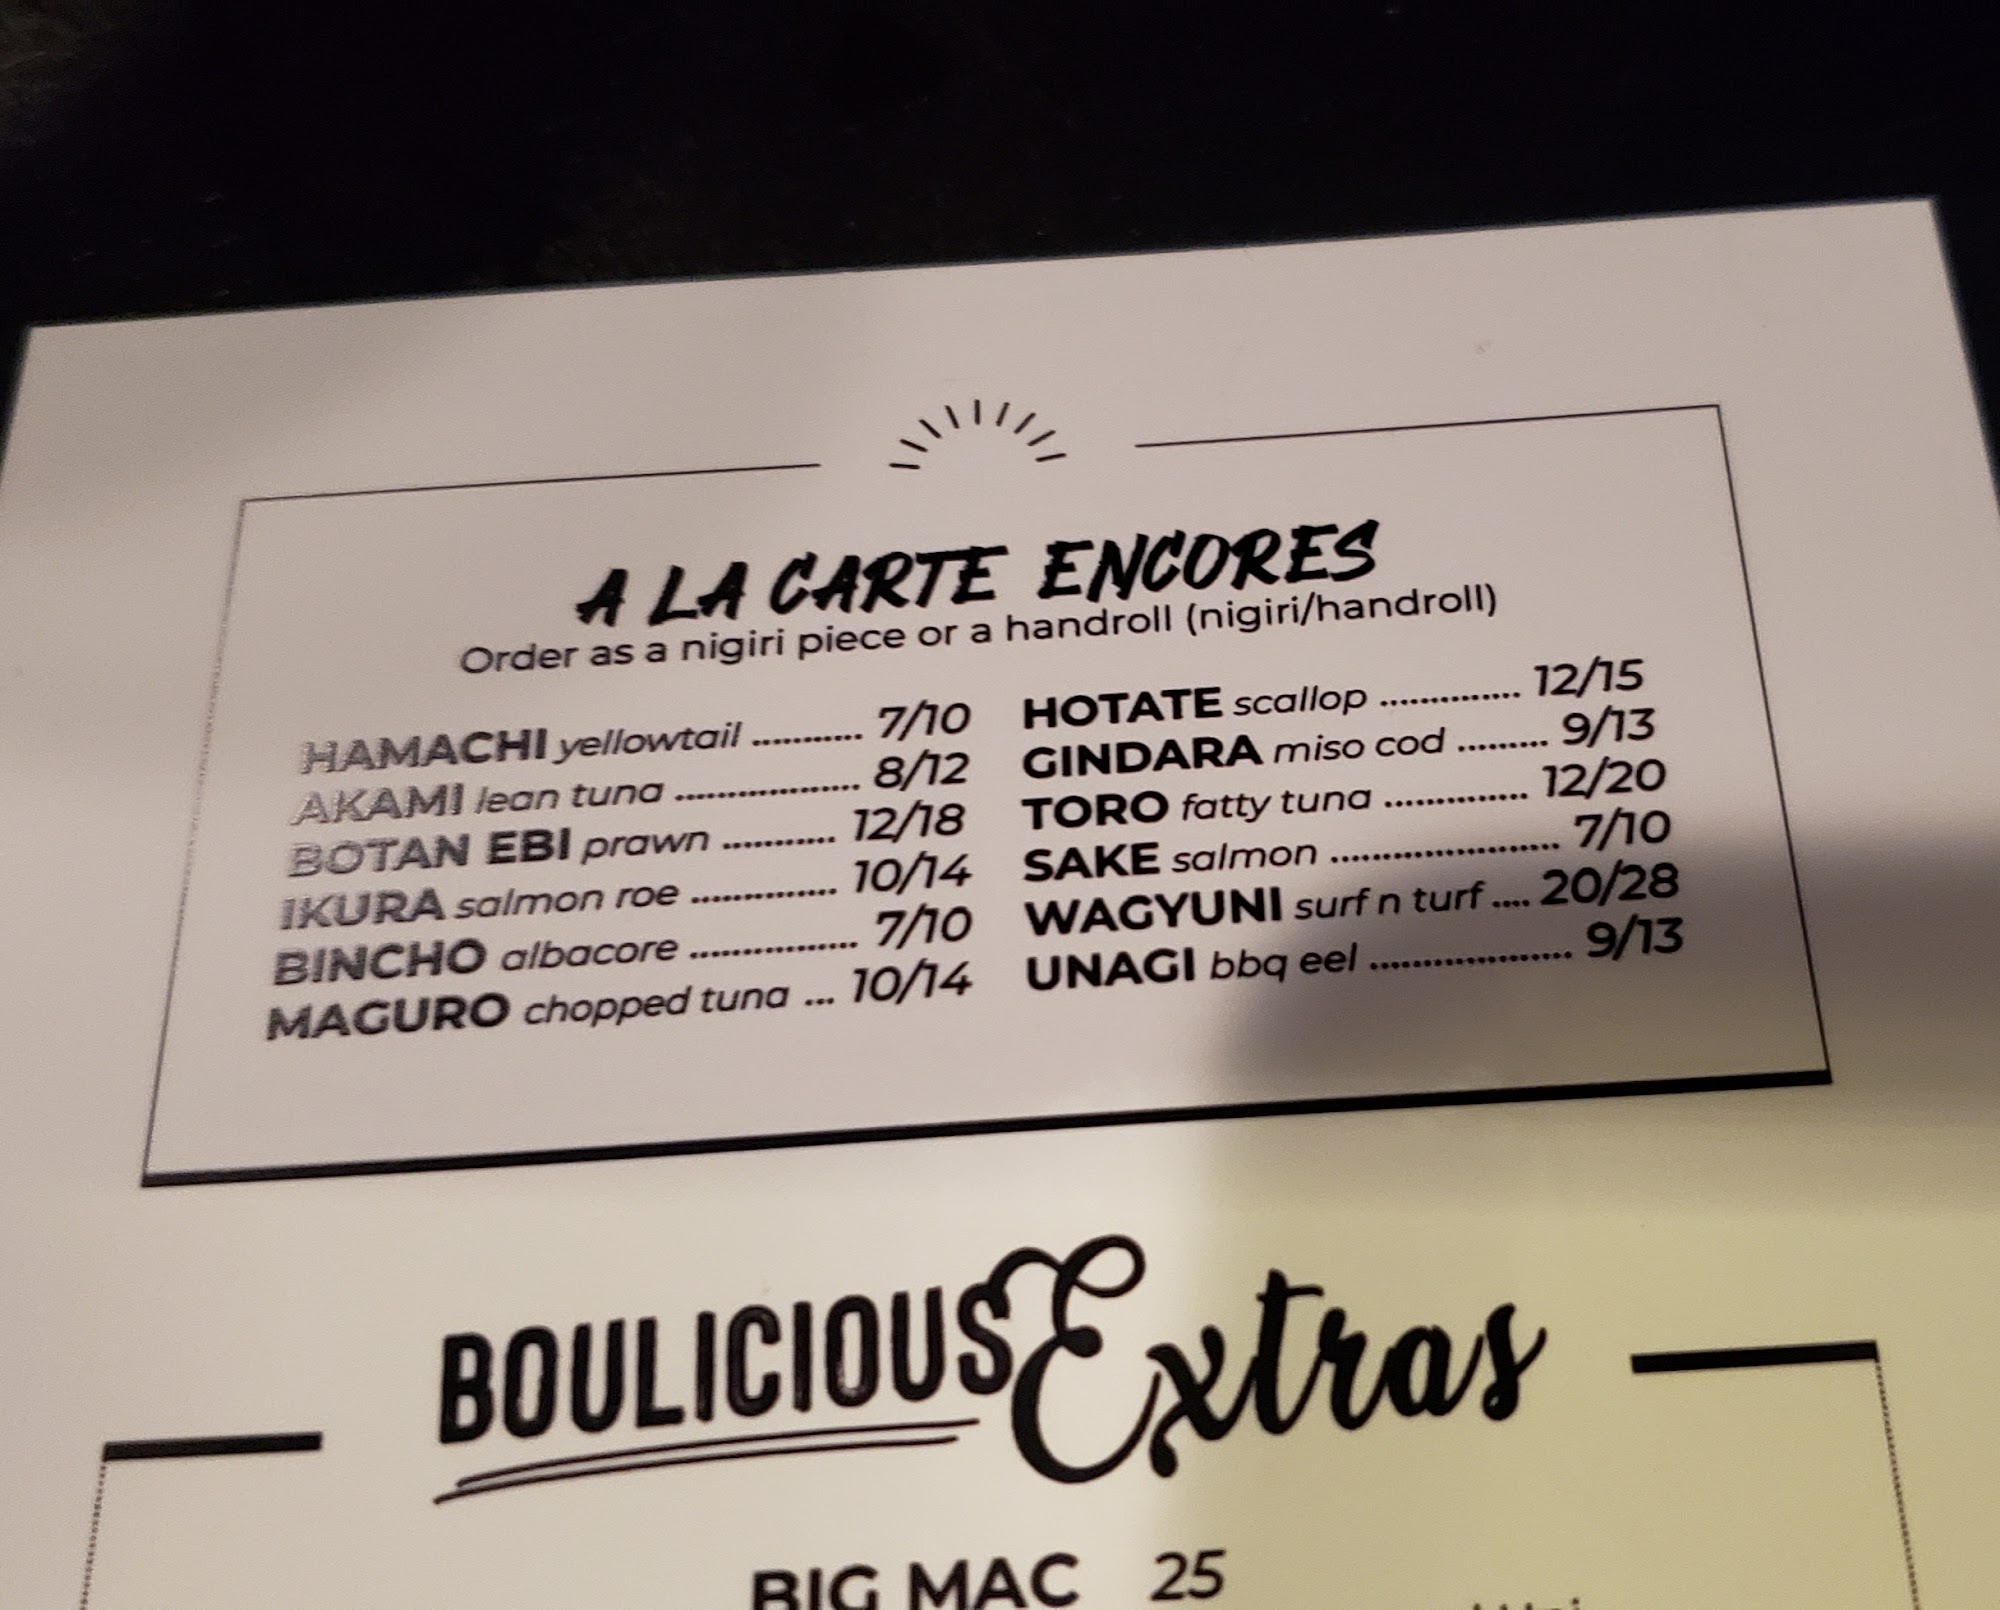 A LA CARTE ENCORES
Order as a nigiri piece or a handroll (nigiri/handroll)
HAMACHI yellowtail ........... 7/10
AKAMI lean tuna .................. 8/12
BOTAN EBI prawn ........... 12/18
IKURA salmon roe .............. 10/14
BINCHO albacore ................ 7/10
MAGURO chopped tuna ... 10/14
HOTATE scallop .............. 12/15
GINDARA miso cod ......... 9/13
TORO fatty tuna .............. 12/20
SAKE salmon ...................... 7/10
WAGYUNI surf n turf .... 20/28
UNAGI bbq eel .................... 9/13
BOULICIOUS Extras
BIG MAC 25